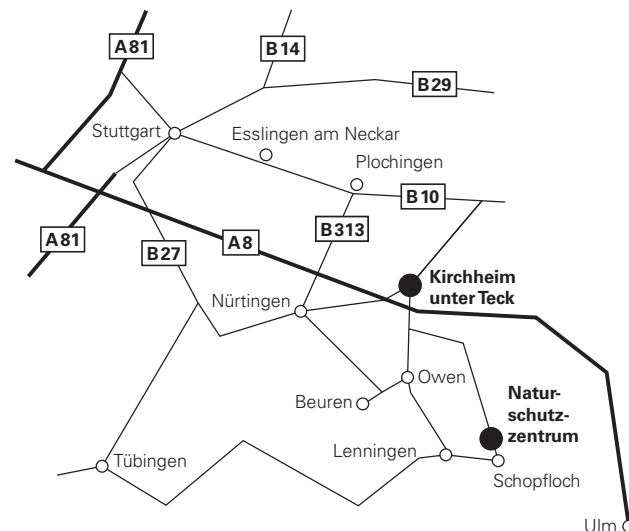 A81
B14
B29
Stuttgart
Esslingen am Neckar
Plochingen
B10
A81
B27
A8
B313
Kirchheim
unter Teck
Nürtingen
Owen
Beuren
Natur-
schutz-
zentrum
Lenningen
Tübingen
Schopfloch
Ulm